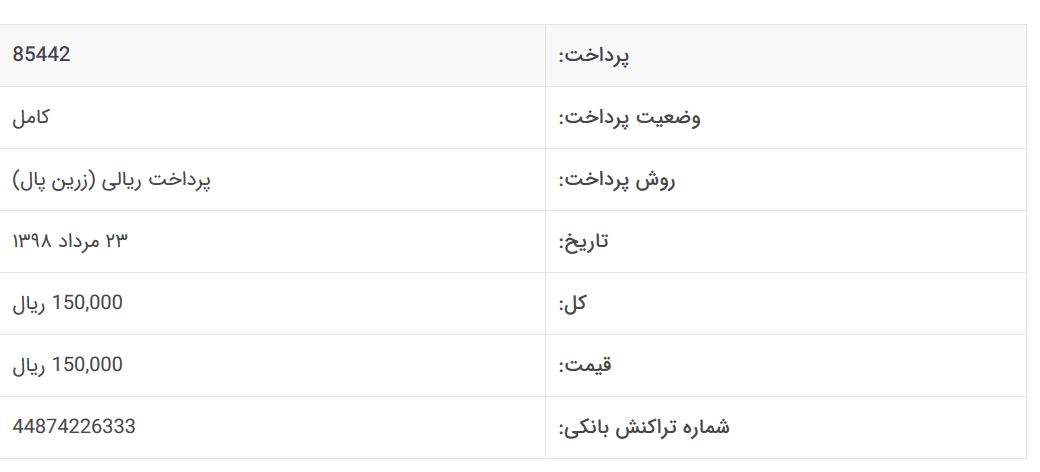 پرداخت: 85442
وضعیت پرداخت: کامل
روش پرداخت: پرداخت ریالی (زرین پال)
تاریخ: ۲۳ مرداد ۱۳۹۸
کل: 150,000 ریال
قیمت: 150,000 ریال
شماره تراکنش بانکی: 44874226333